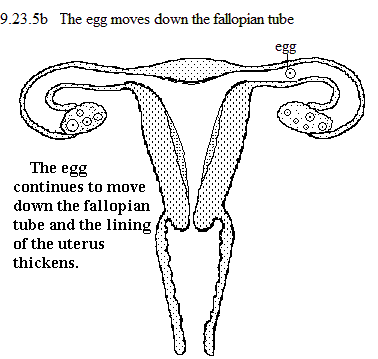 9.23.5b The egg moves down the fallopian tube
egg
The egg
continues to move
down the fallopian
tube and the lining
of the uterus
thickens.